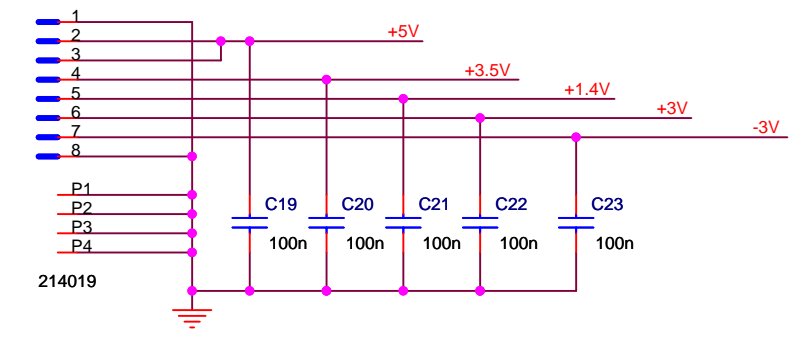 1
2
+5V
3
4
+3.5V
5
+1.4V
6
+3V
7
-3V
8
P1
P2
P3
P4
C19
C20
C21
C22
C23
100n
100n
100n
100n
100n
214019